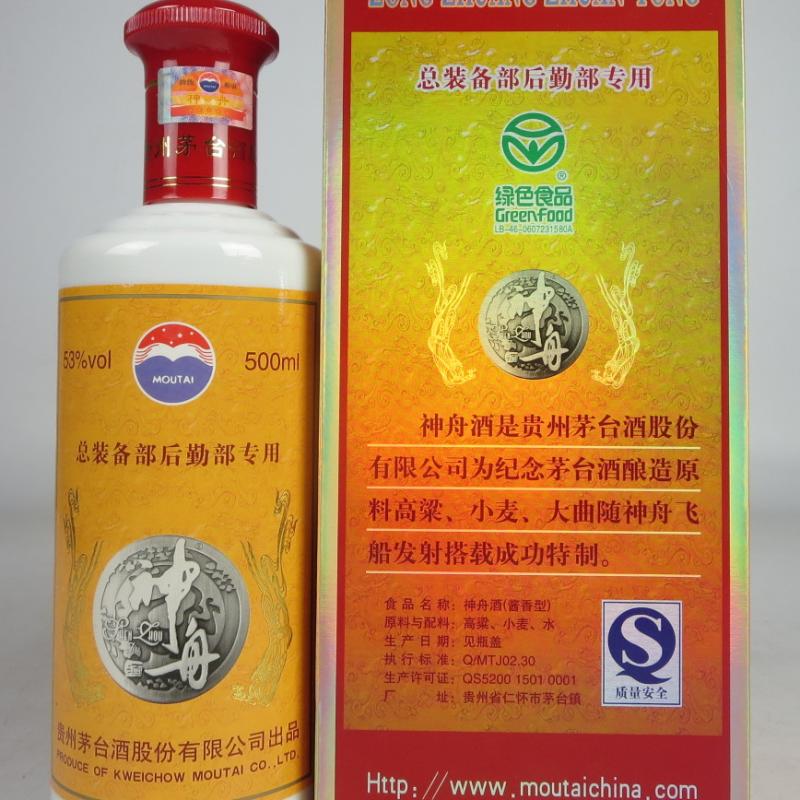 MOUTAI
州茅台酒
53%vol
MOUTAI
500ml
总装备部后勤部专用
神舟
贵州茅台酒股份有限公司出品
PRODUCE OF KWEICHOW MOUTAI CO.,LTD.
ZONG ZHUANG ZHUAN YONG
总装备部后勤部专用
®
绿色食品
GreenFood
LB-46-0607231580A
神舟
神舟酒是贵州茅台酒股份
有限公司为纪念茅台酒酿造原
料高粱、小麦、大曲随神舟飞
船发射搭载成功特制。
食品名称：神舟酒(酱香型)
原料与配料：高粱、小麦、水
生产日期：见瓶盖
执行标准：Q/MTJ02.30
生产许可证：QS5200 1501 0001
厂址：贵州省仁怀市茅台镇
质量安全
Http://www.moutaichina.com